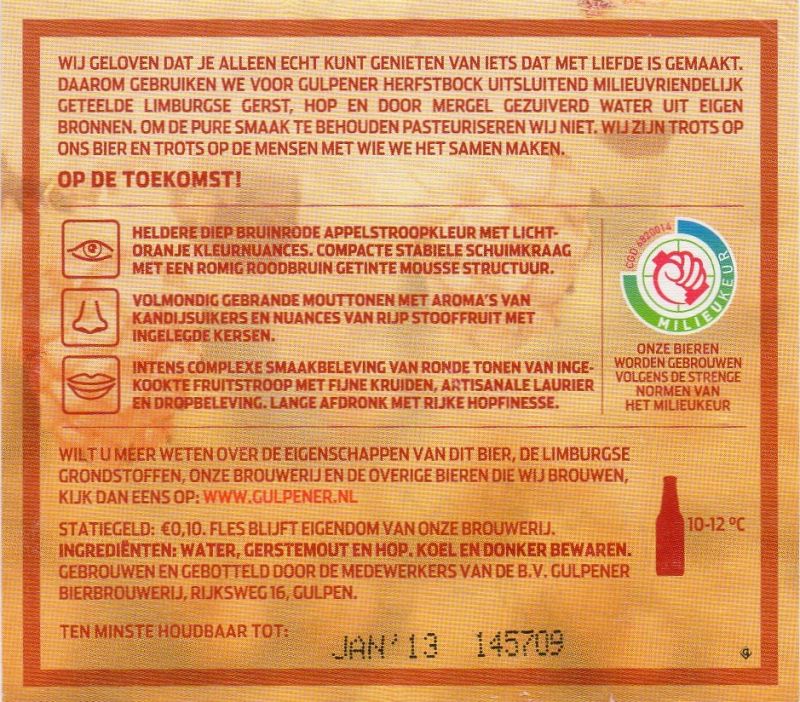 WIJ GELOVEN DAT JE ALLEEN ECHT KUNT GENIETEN VAN IETS DAT MET LIEFDE IS GEMAAKT.
DAAROM GEBRUIKEN WE VOOR GULPENER HERFSTBOCK UITSLUITEND MILIEUVRIENDELIJK
GETEELDE LIMBURGSE GERST, HOP EN DOOR MERGEL GEZUIVERD WATER UIT EIGEN
BRONNEN. OM DE PURE SMAAK TE BEHOUDEN PASTEURISEREN WIJ NIET. WIJ ZIJN TROTS OP
ONS BIER EN TROTS OP DE MENSEN MET WIE WE HET SAMEN MAKEN.
OP DE TOEKOMST!
HELDERE DIEP BRUINRODE APPELSTROOPKLEUR MET LICHT-
ORANJE KLEURNUANCES. COMPACTE STABIELE SCHUIMKRAAG
MET EEN ROMIG ROODBRUIN GETINTE MOUSSE STRUCTUUR.
VOLMONDIG GEBRANDE MOUTTONEN MET AROMA'S VAN
KANDIJSUIKERS EN NUANCES VAN RIJP STOOFFRUIT MET
INGELEGDE KERSEN.
INTENS COMPLEXE SMAAKBELEVING VAN RONDE TONEN VAN INGE-
KOOKTE FRUITSTROOP MET FIJNE KRUIDEN, ARTISANALE LAURIER
EN DROPBELEVING. LANGE AFDRONK MET RIJKE HOPFINESSE.
CGD 6820014
MILIEUKEUR
ONZE BIEREN
WORDEN GEBROUWEN
VOLGENS DE STRENGE
NORMEN VAN
HET MILIEUKEUR
WILT U MEER WETEN OVER DE EIGENSCHAPPEN VAN DIT BIER, DE LIMBURGSE
GRONDSTOFFEN, ONZE BROUWERIJ EN DE OVERIGE BIEREN DIE WIJ BROUWEN,
KIJK DAN EENS OP: WWW.GULPENER.NL
STATIEGELD: €0,10. FLES BLIJFT EIGENDOM VAN ONZE BROUWERIJ.
INGREDIËNTEN: WATER, GERSTEMOUT EN HOP. KOEL EN DONKER BEWAREN.
GEBROUWEN EN GEBOTTELD DOOR DE MEDEWERKERS VAN DE B.V. GULPENER
BIERBROUWERIJ, RIJKSWEG 16, GULPEN.
10-12 ºC
TEN MINSTE HOUDBAAR TOT:
JAN'13 145709